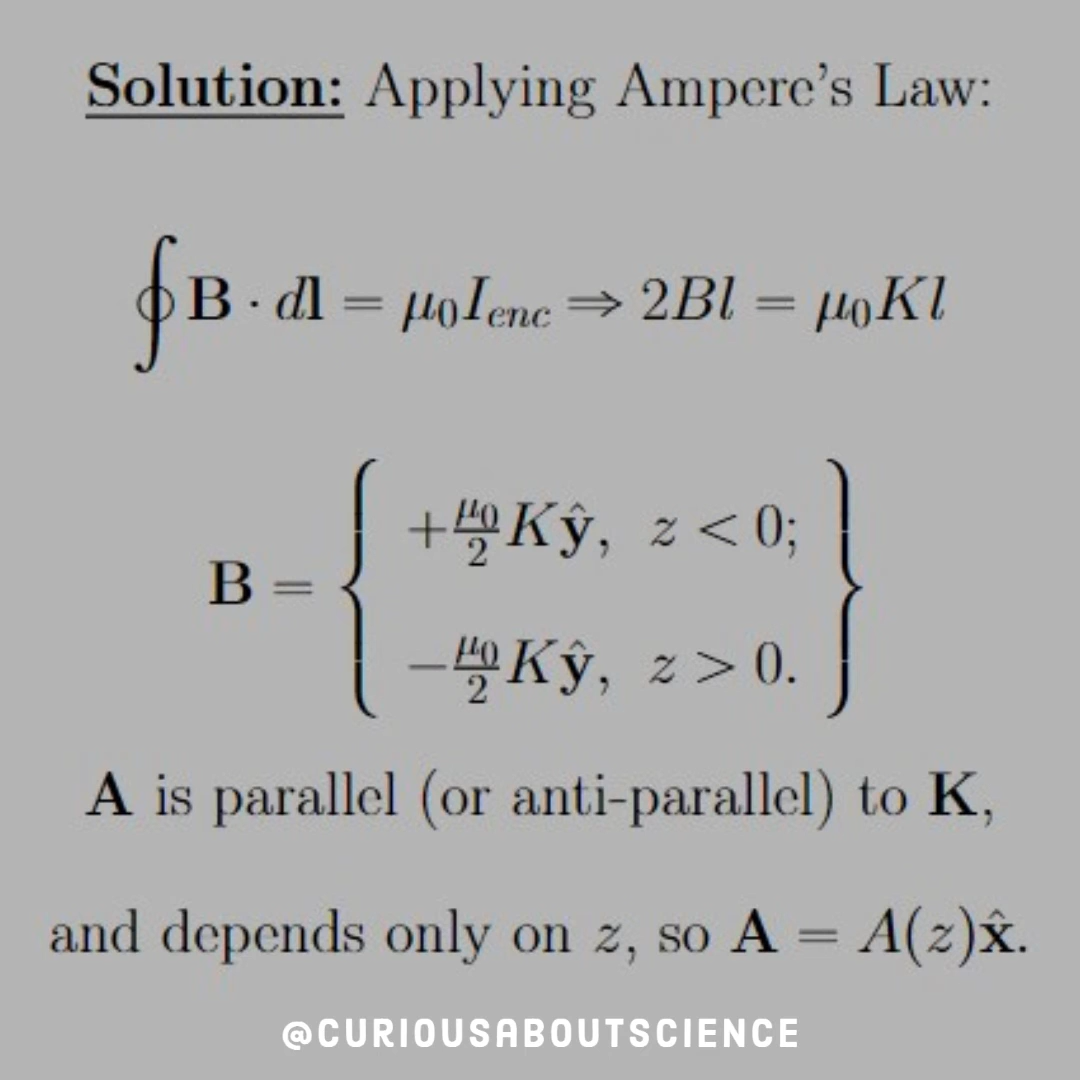 Solution: Applying Ampere's Law:
∮ B · dl = μ₀I_enc ⇒ 2Bl = μ₀Kl
B = { +μ₀/2 Kŷ, z < 0;
−μ₀/2 Kŷ, z > 0. }
A is parallel (or anti-parallel) to K,
and depends only on z, so A = A(z)x̂.
@CURIOUSABOUTSCIENCE